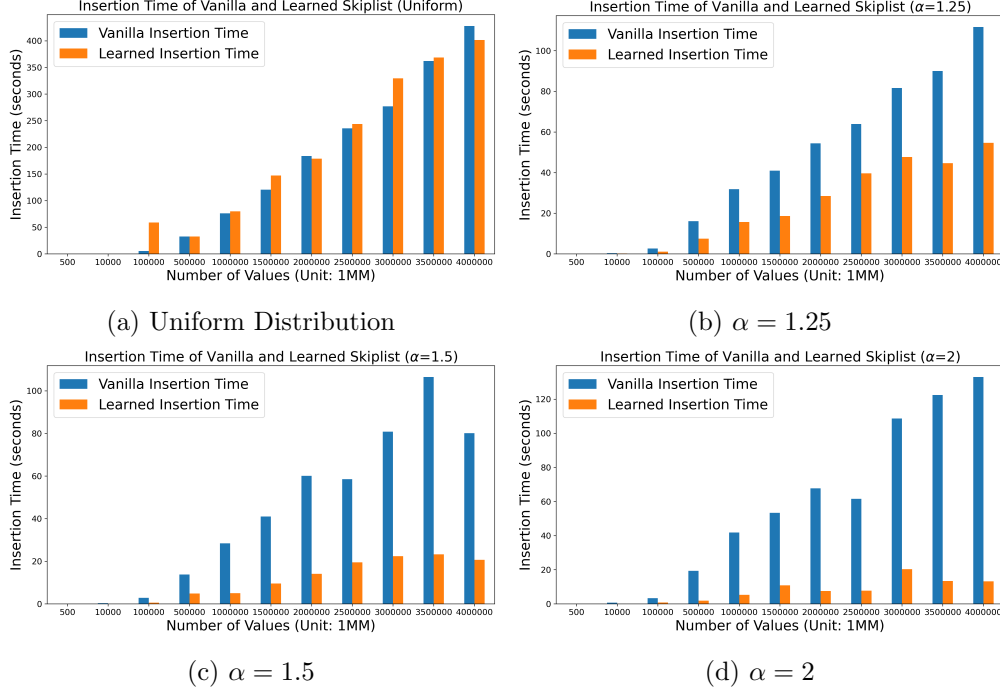 Insertion Time of Vanilla and Learned Skiplist (Uniform)
Vanilla Insertion Time
Learned Insertion Time
Insertion Time (seconds)
400
350
300
250
200
150
100
50
0
500 10000 100000 500000 1000000 1500000 2000000 2500000 3000000 3500000 4000000
Number of Values (Unit: 1MM)
(a) Uniform Distribution
Insertion Time of Vanilla and Learned Skiplist (α=1.25)
Vanilla Insertion Time
Learned Insertion Time
Insertion Time (seconds)
100
80
60
40
20
0
500 10000 100000 500000 1000000 1500000 2000000 2500000 3000000 3500000 4000000
Number of Values (Unit: 1MM)
(b) α = 1.25
Insertion Time of Vanilla and Learned Skiplist (α=1.5)
Vanilla Insertion Time
Learned Insertion Time
Insertion Time (seconds)
100
80
60
40
20
0
500 10000 100000 500000 1000000 1500000 2000000 2500000 3000000 3500000 4000000
Number of Values (Unit: 1MM)
(c) α = 1.5
Insertion Time of Vanilla and Learned Skiplist (α=2)
Vanilla Insertion Time
Learned Insertion Time
Insertion Time (seconds)
120
100
80
60
40
20
0
500 10000 100000 500000 1000000 1500000 2000000 2500000 3000000 3500000 4000000
Number of Values (Unit: 1MM)
(d) α = 2